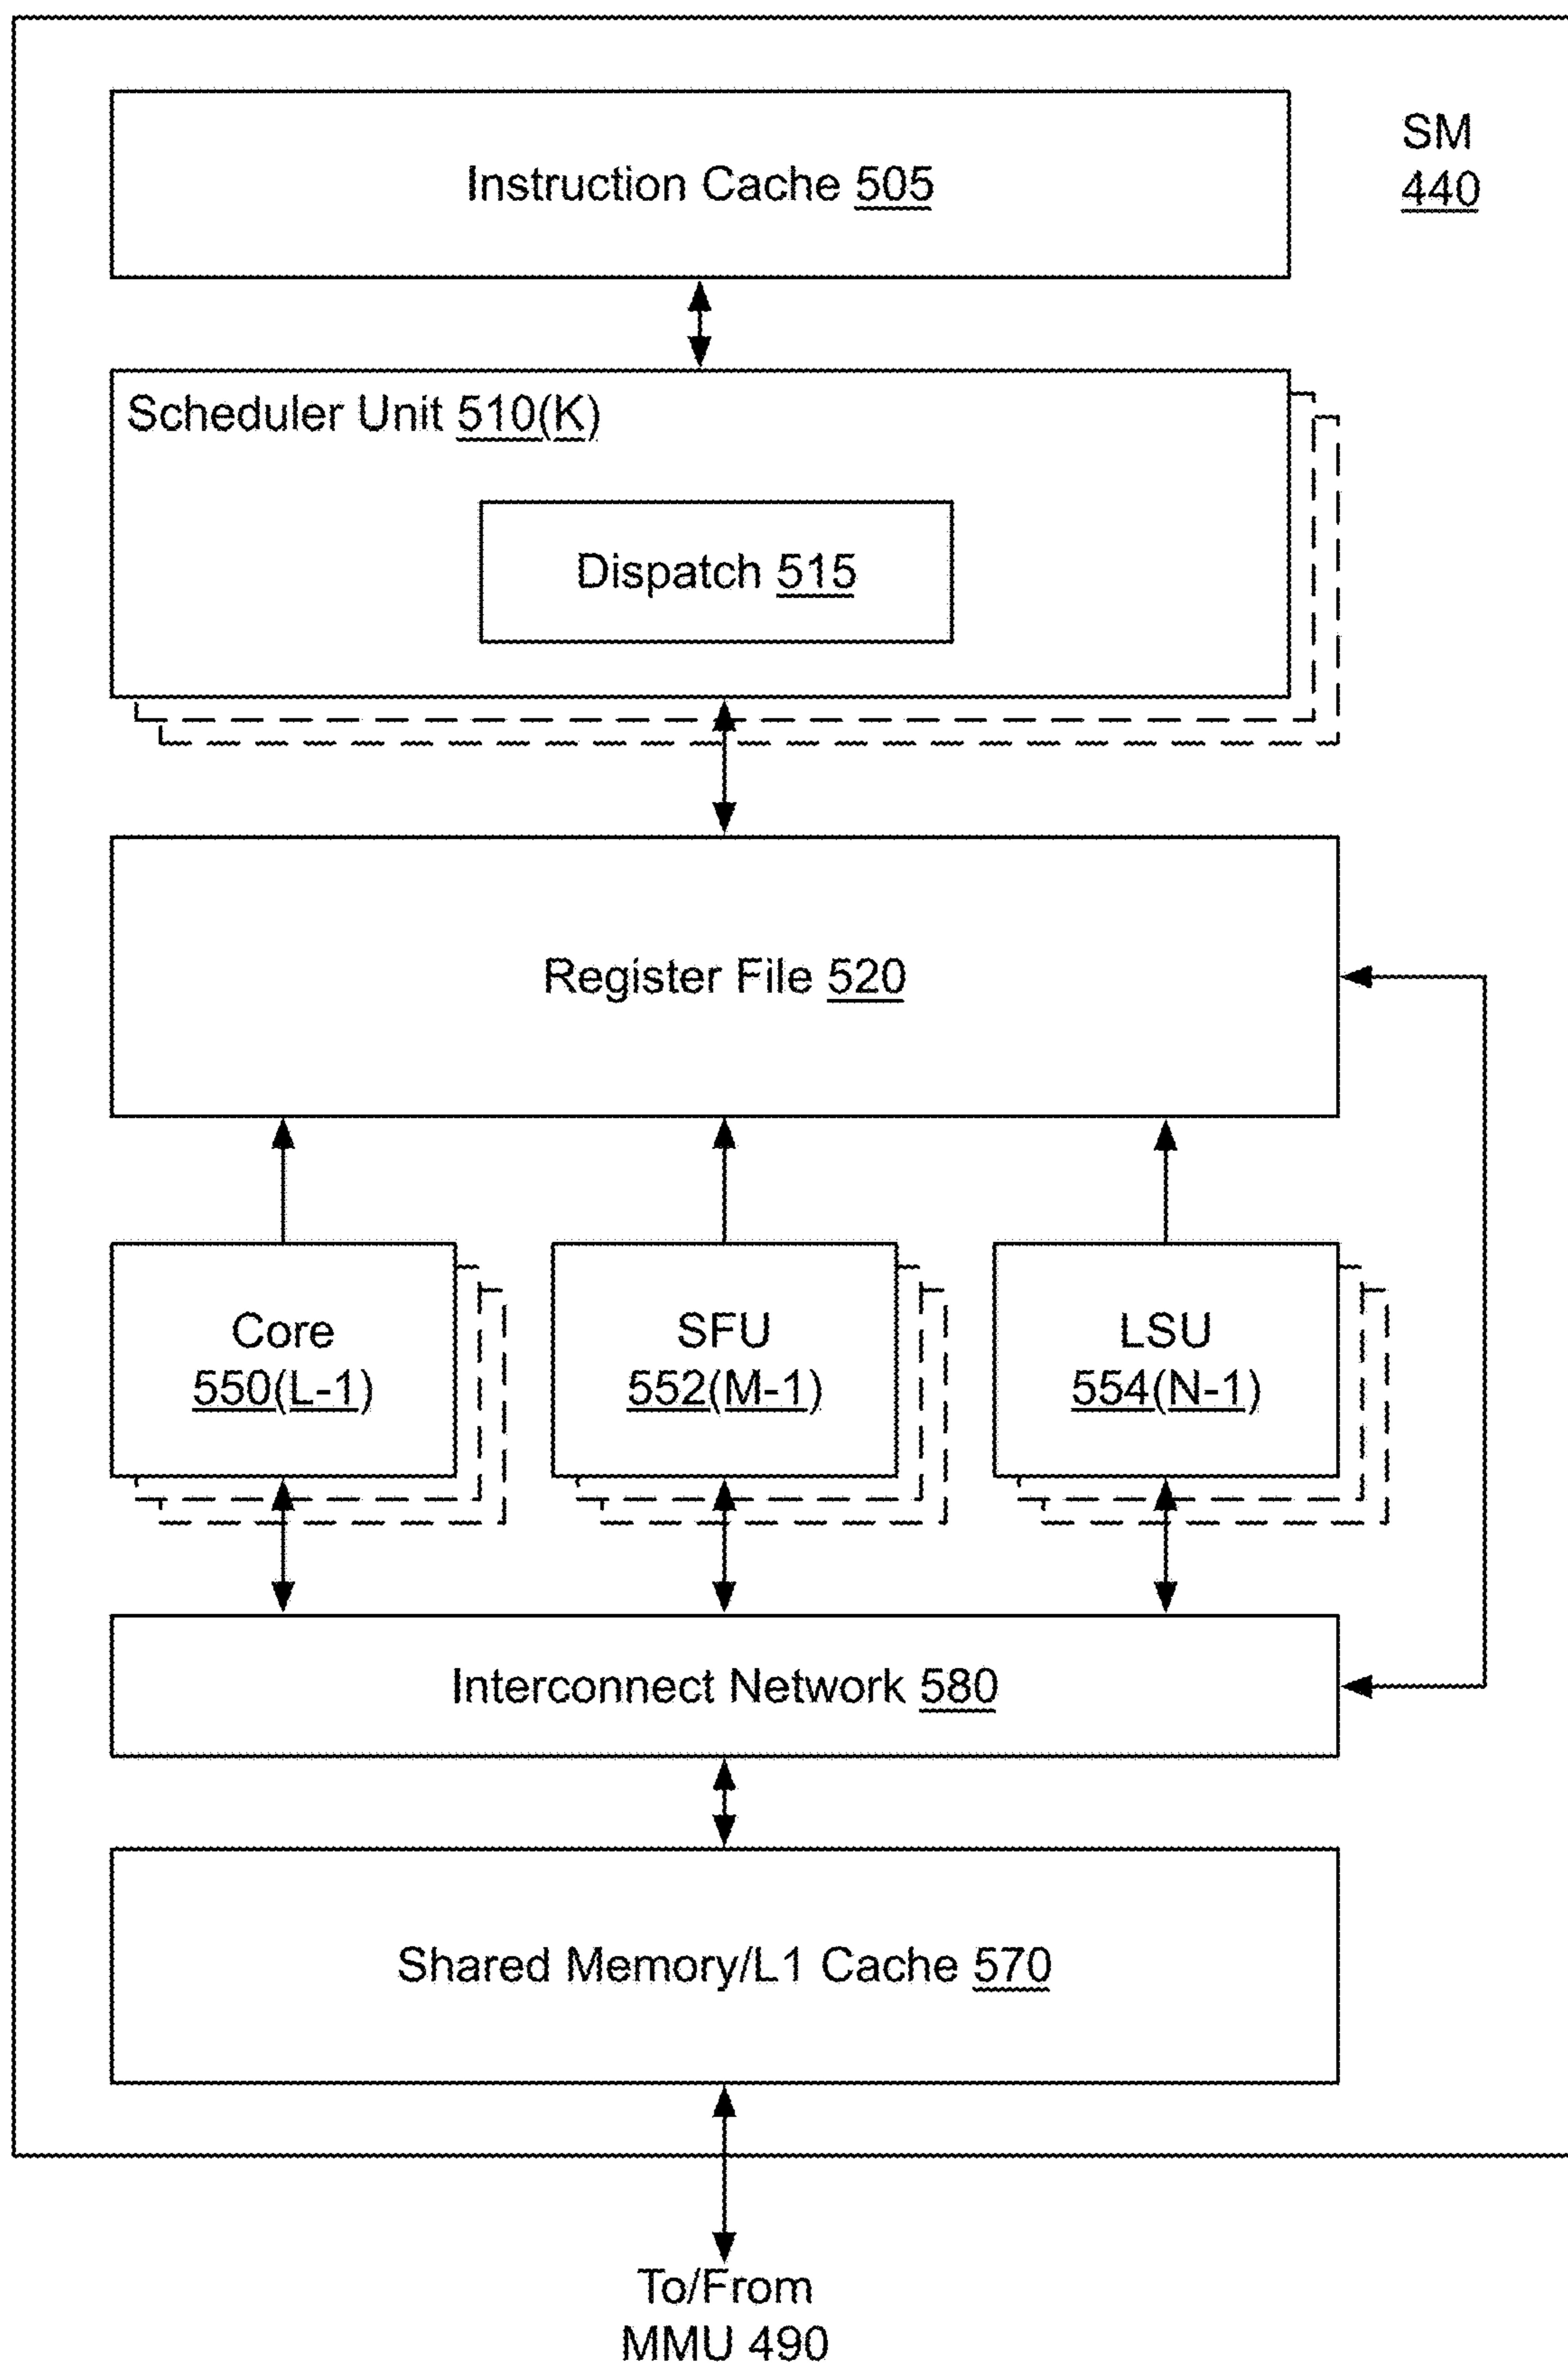 SM
440
Instruction Cache 505
Scheduler Unit 510(K)
Dispatch 515
Register File 520
Core
550(L-1)
SFU
552(M-1)
LSU
554(N-1)
Interconnect Network 580
Shared Memory/L1 Cache 570
To/From
MMU 490